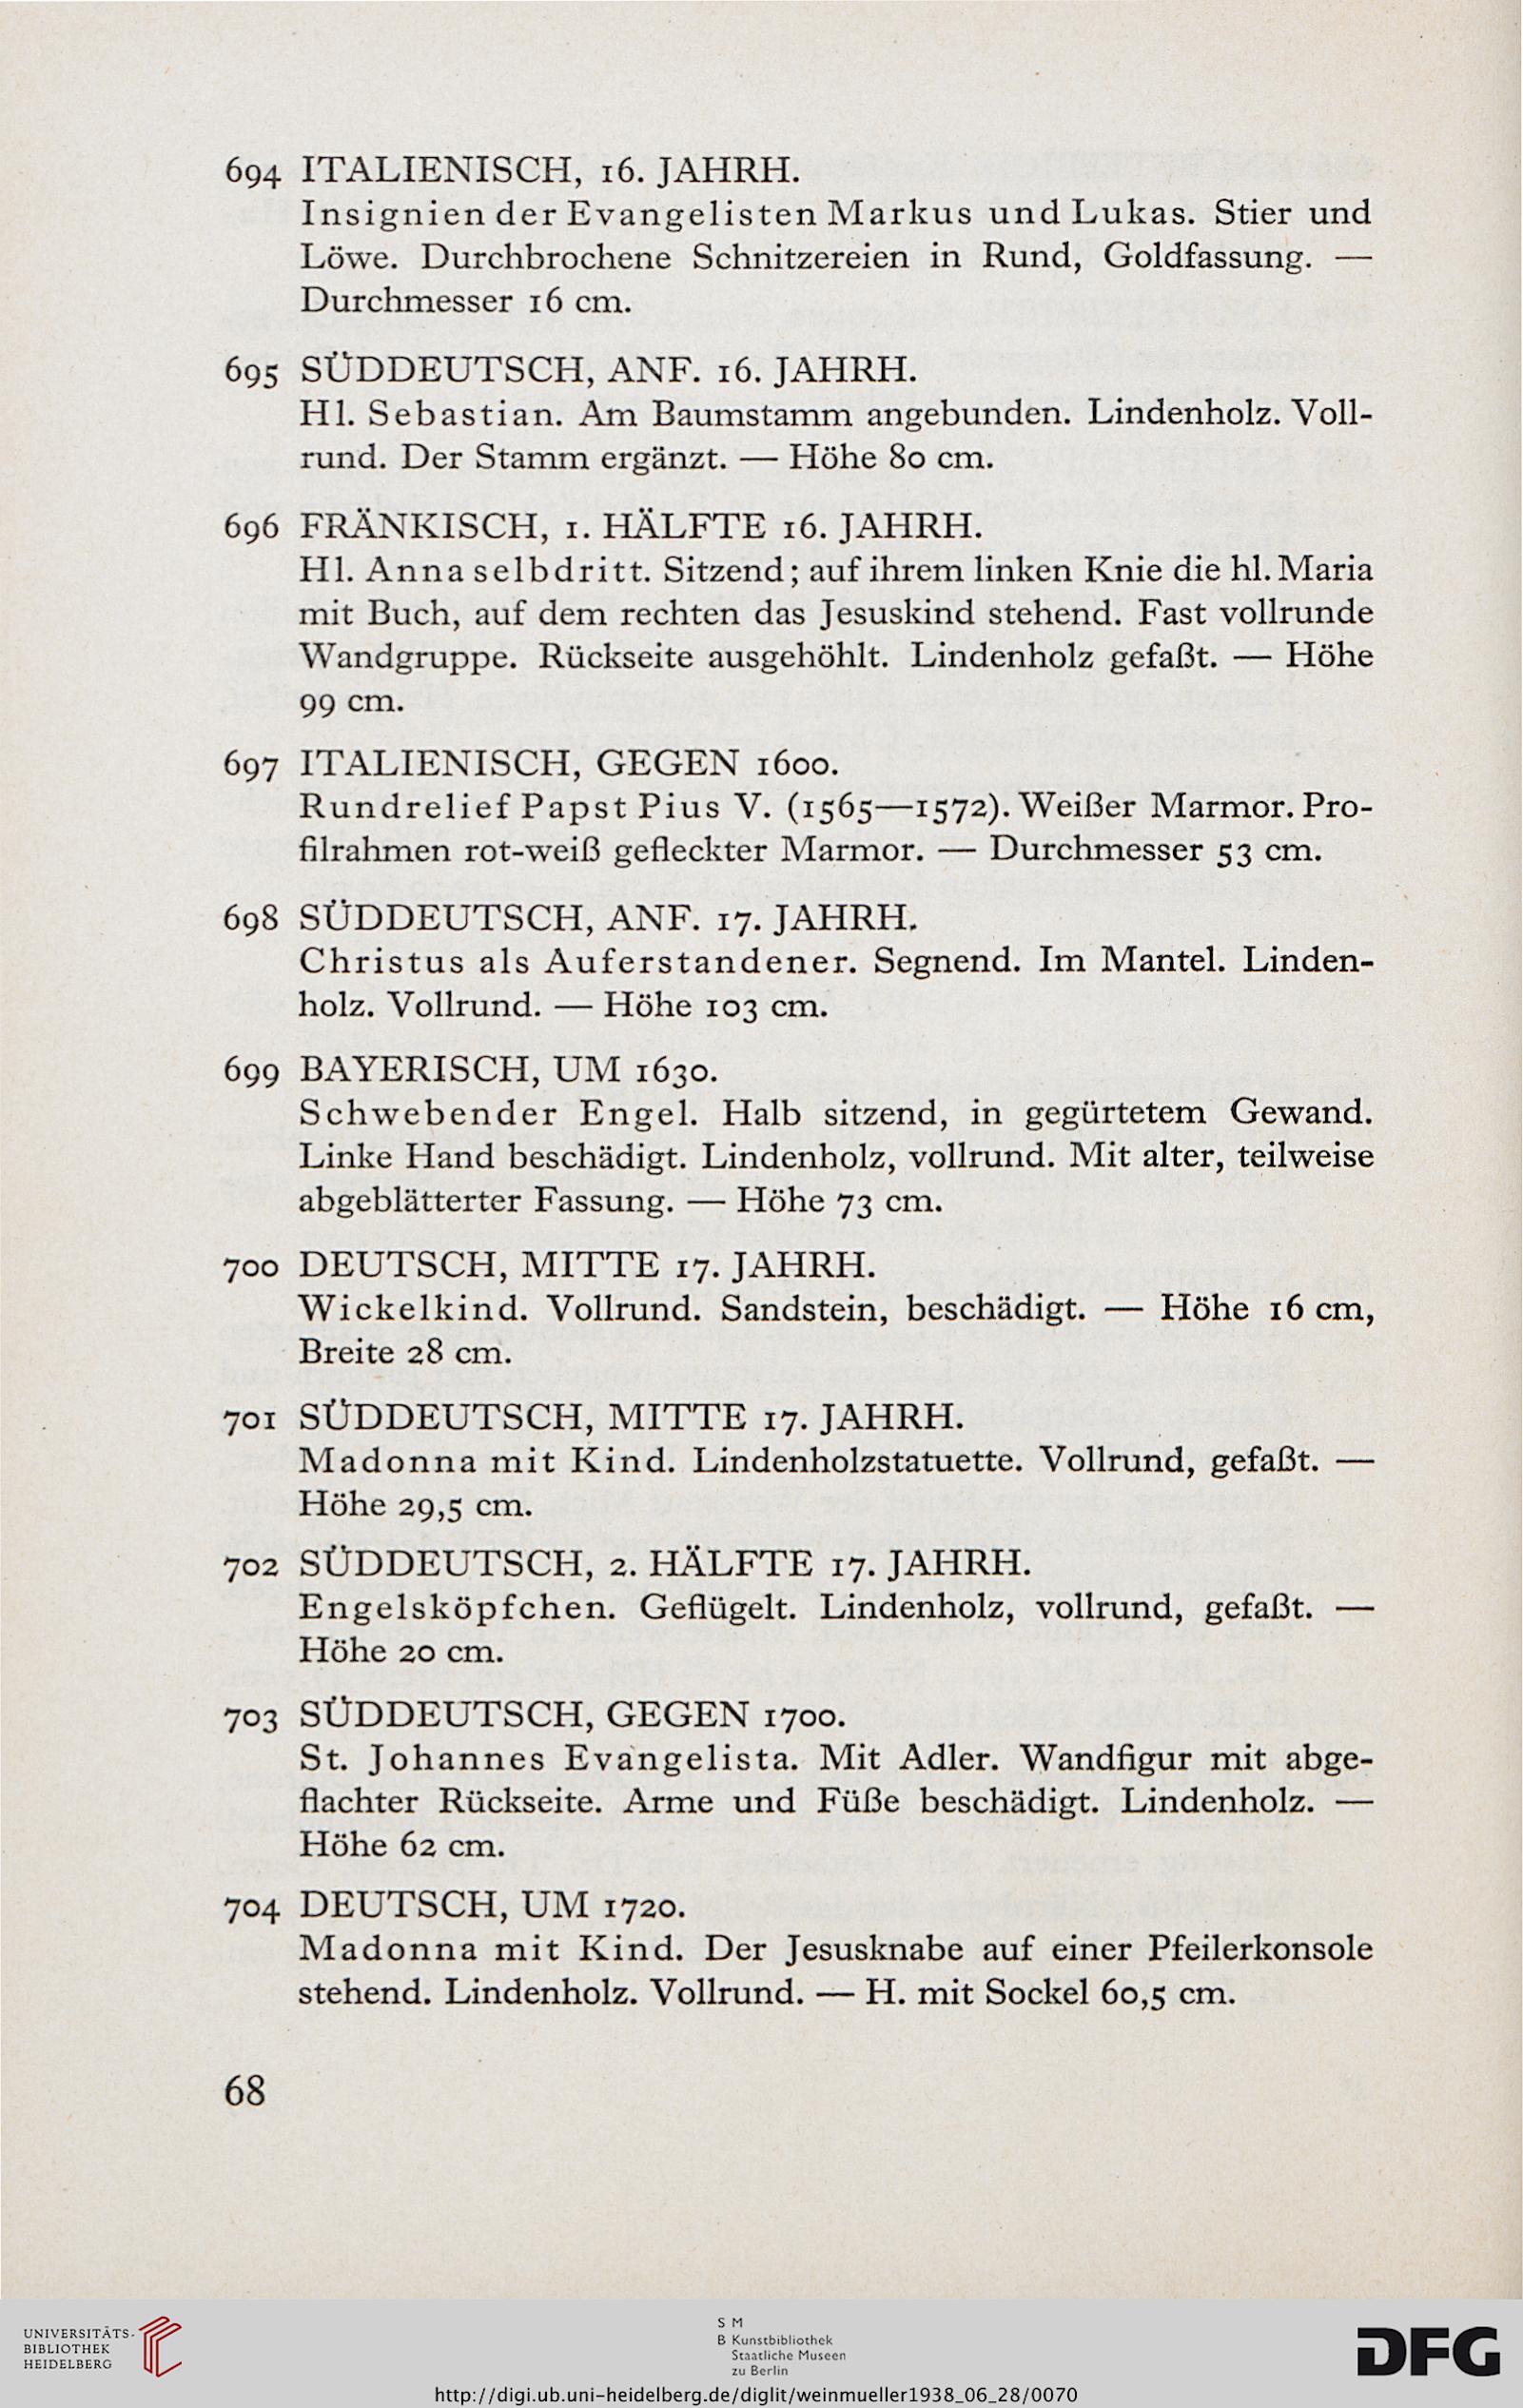 694 ITALIENISCH, 16. JAHRH.
Insignien der Evangelisten Markus und Lukas. Stier und
Löwe. Durchbrochene Schnitzereien in Rund, Goldfassung. —
Durchmesser 16 cm.
695 SÜDDEUTSCH, ANF. 16. JAHRH.
Hl. Sebastian. Am Baumstamm angebunden. Lindenholz. Voll-
rund. Der Stamm ergänzt. — Höhe 80 cm.
696 FRÄNKISCH, 1. HÄLFTE 16. JAHRH.
Hl. Anna selbdritt. Sitzend; auf ihrem linken Knie die hl. Maria
mit Buch, auf dem rechten das Jesuskind stehend. Fast vollrunde
Wandgruppe. Rückseite ausgehöhlt. Lindenholz gefaßt. — Höhe
99 cm.
697 ITALIENISCH, GEGEN 1600.
Rundrelief Papst Pius V. (1565—1572). Weißer Marmor. Pro-
filrahmen rot-weiß gefleckter Marmor. — Durchmesser 53 cm.
698 SÜDDEUTSCH, ANF. 17. JAHRH.
Christus als Auferstandener. Segnend. Im Mantel. Linden-
holz. Vollrund. — Höhe 103 cm.
699 BAYERISCH, UM 1630.
Schwebender Engel. Halb sitzend, in gegürtetem Gewand.
Linke Hand beschädigt. Lindenholz, vollrund. Mit alter, teilweise
abgeblätterter Fassung. — Höhe 73 cm.
700 DEUTSCH, MITTE 17. JAHRH.
Wickelkind. Vollrund. Sandstein, beschädigt. — Höhe 16 cm,
Breite 28 cm.
701 SÜDDEUTSCH, MITTE 17. JAHRH.
Madonna mit Kind. Lindenholzstatuette. Vollrund, gefaßt. —
Höhe 29,5 cm.
702 SÜDDEUTSCH, 2. HÄLFTE 17. JAHRH.
Engelsköpfchen. Geflügelt. Lindenholz, vollrund, gefaßt. —
Höhe 20 cm.
703 SÜDDEUTSCH, GEGEN 1700.
St. Johannes Evangelista. Mit Adler. Wandfigur mit abge-
flachter Rückseite. Arme und Füße beschädigt. Lindenholz. —
Höhe 62 cm.
704 DEUTSCH, UM 1720.
Madonna mit Kind. Der Jesusknabe auf einer Pfeilerkonsole
stehend. Lindenholz. Vollrund. — H. mit Sockel 60,5 cm.
68
UNIVERSITÄTS-
BIBLIOTHEK
HEIDELBERG
S M
B Kunstbibliothek
Staatliche Museen
zu Berlin
DFG
http://digi.ub.uni-heidelberg.de/diglit/weinmueller1938_06_28/0070